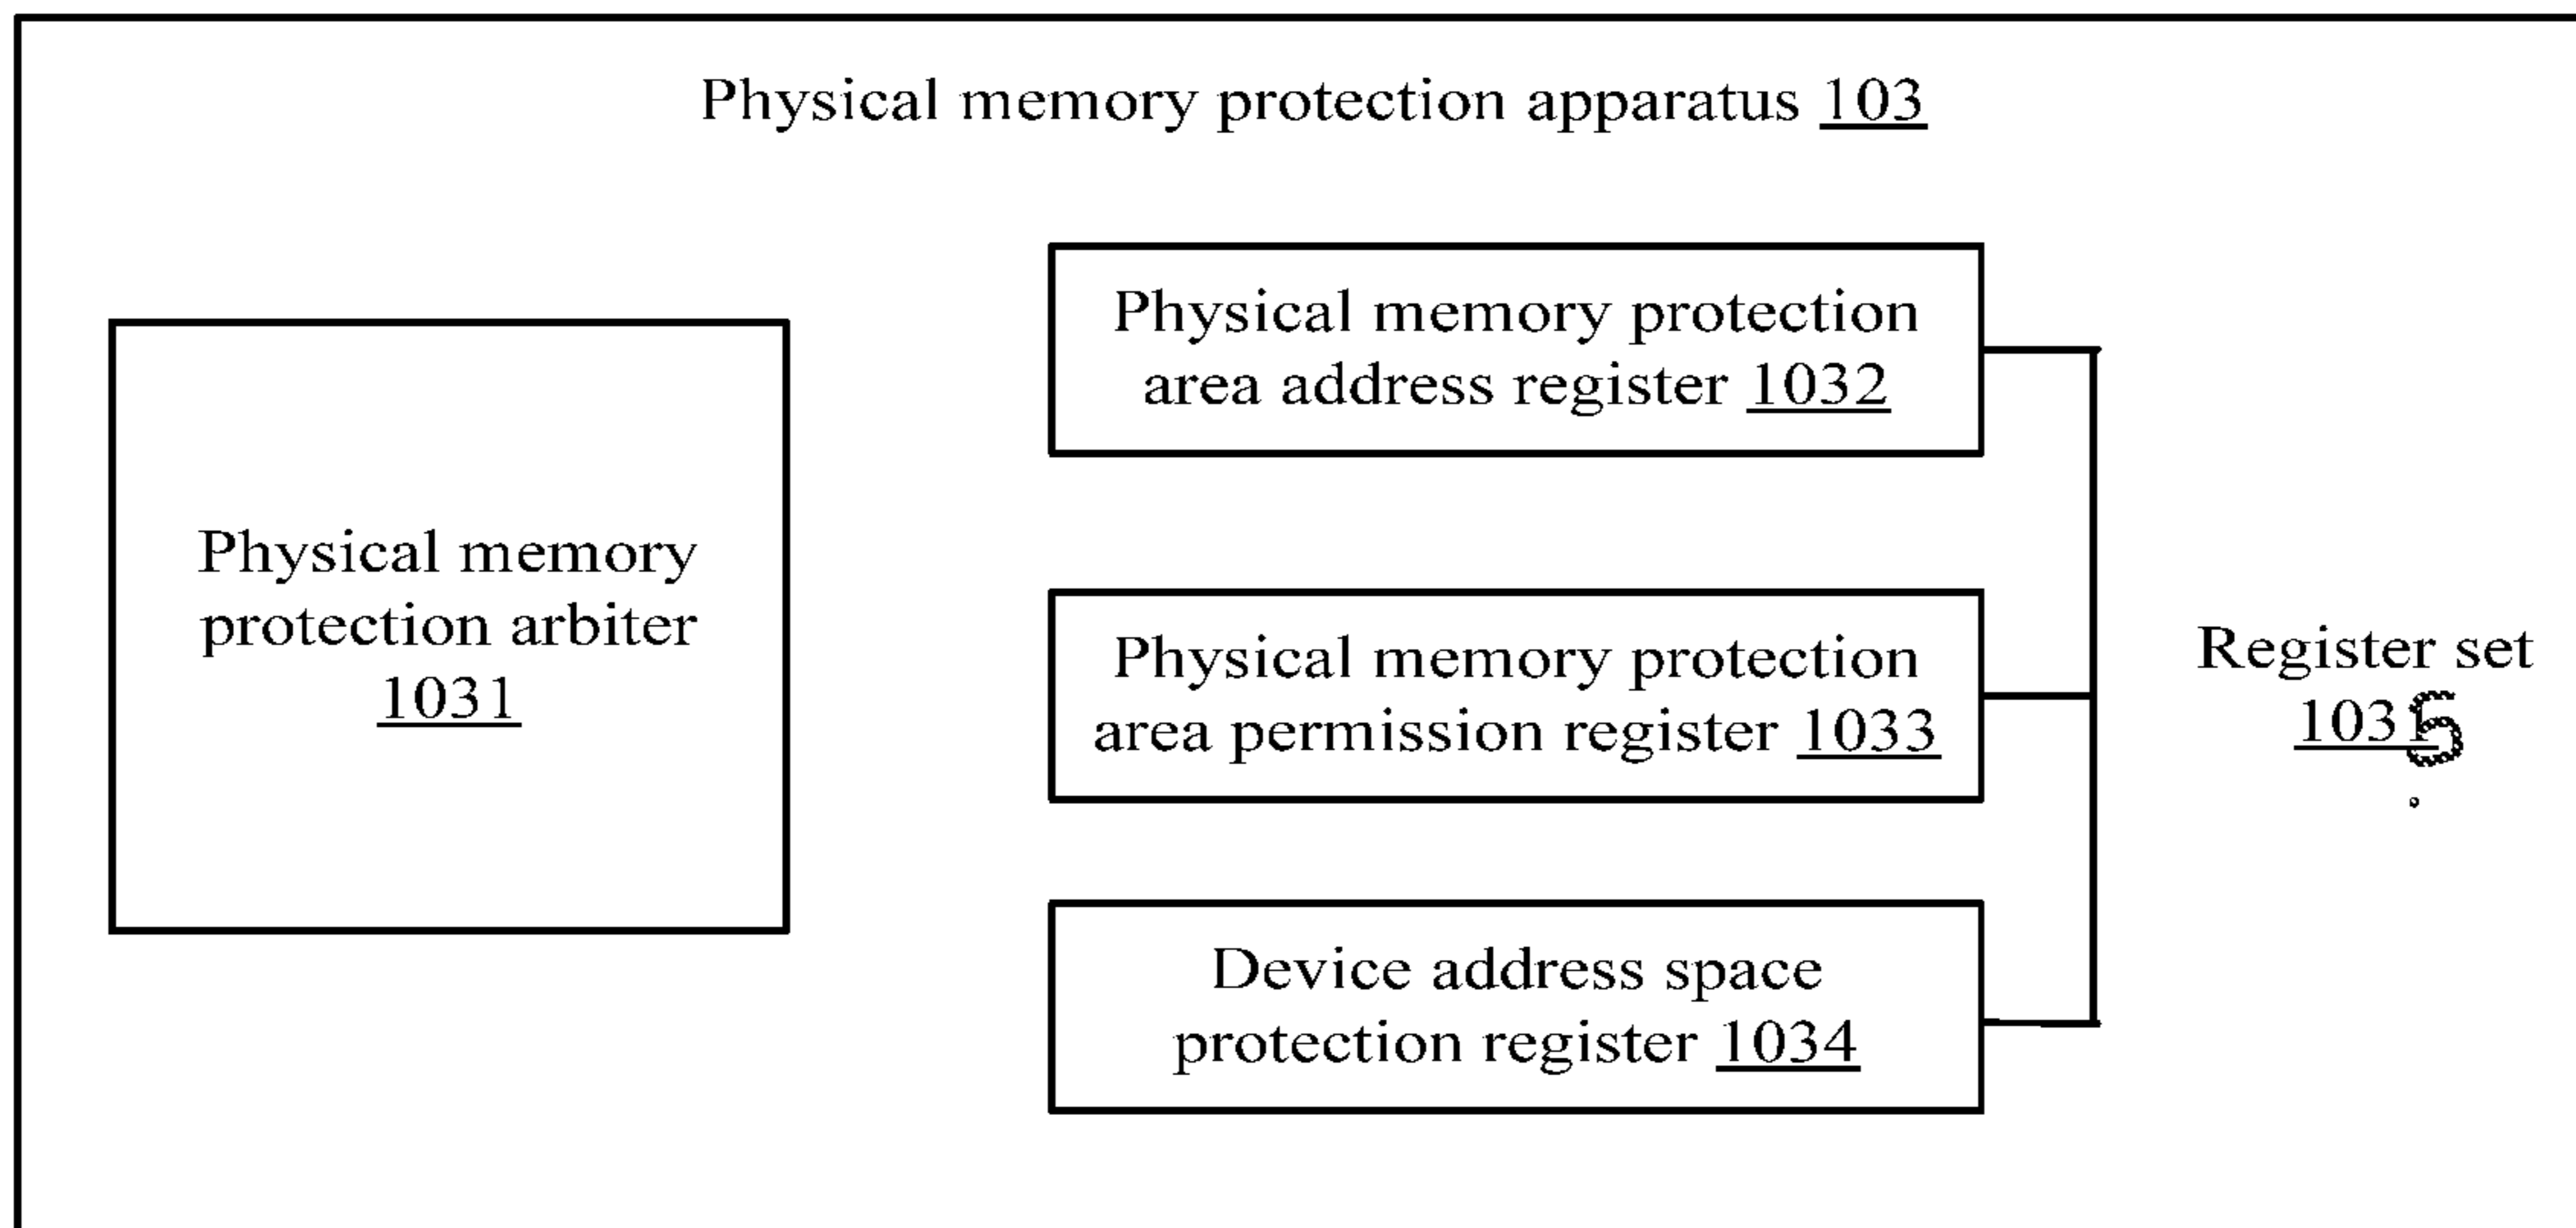 Physical memory protection apparatus 103
Physical memory protection
area address register 1032
Physical memory
protection arbiter
1031
Physical memory protection
area permission register 1033
Register set
1035
Device address space
protection register 1034